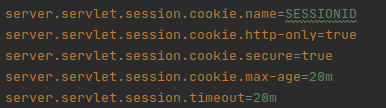 server.servlet.session.cookie.name=SESSIONID
server.servlet.session.cookie.http-only=true
server.servlet.session.cookie.secure=true
server.servlet.session.cookie.max-age=20m
server.servlet.session.timeout=20m